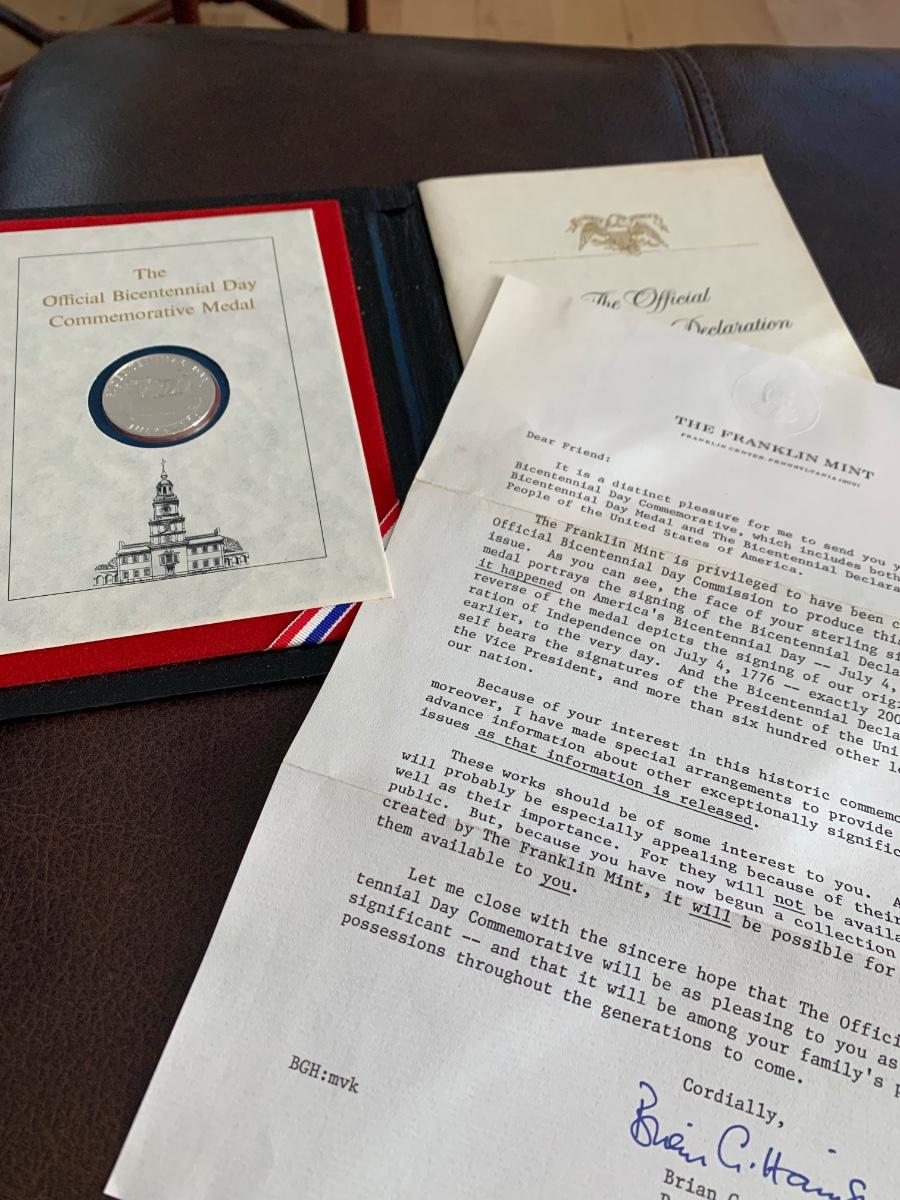 The
Official Bicentennial Day
Commemorative Medal
The Official
Declaration
THE FRANKLIN MINT
FRANKLIN CENTER, PENNSYLVANIA 19091
Dear Friend:
It is a distinct pleasure for me to send you
Bicentennial Day Commemorative, which includes both
Bicentennial Day Medal and The Bicentennial
People of the United States of America.
The Franklin Mint is privileged to have been
Official Bicentennial Day Commission to produce this
issue. As you can see, the face of your sterling
medal portrays the signing of the Bicentennial
it happened on America's Bicentennial Day -- July 4,
reverse of the medal depicts the signing of our
ration of Independence on July 4, 1776 -- exactly
earlier, to the very day. And the Bicentennial
self bears the signatures of the President of the
the Vice President, and more than six hundred other
our nation.
Because of your interest in this historic
moreover, I have made special arrangements to provide
advance information about other exceptionally
issues as that information is released.
These works should be of some interest to you.
will probably be especially appealing because of their
well as their importance. For they will not be
public. But, because you have now begun a collection
created by The Franklin Mint, it will be possible for
them available to you.
Let me close with the sincere hope that The
tennial Day Commemorative will be as pleasing to you as
significant -- and that it will be among your family's
possessions throughout the generations to come.
Cordially,
BGH:mvk
Brian